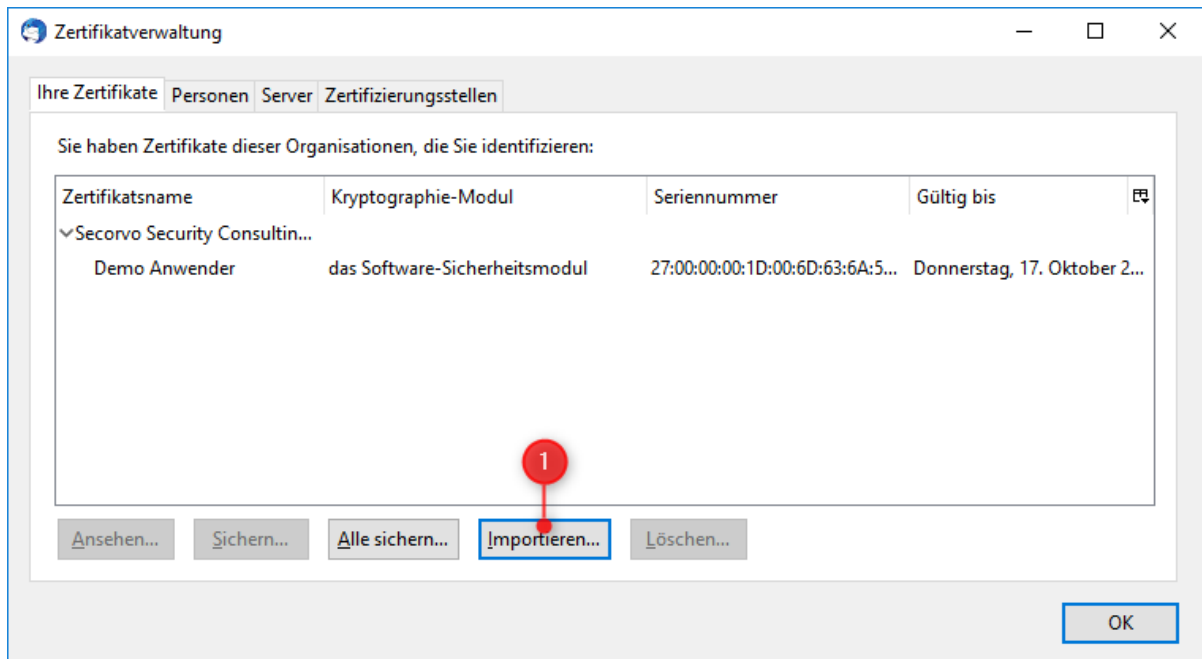 Zertifikatverwaltung
Ihre Zertifikate Personen Server Zertifizierungsstellen
Sie haben Zertifikate dieser Organisationen, die Sie identifizieren:
Zertifikatsname Kryptographie-Modul Seriennummer Gültig bis
Secorvo Security Consultin...
Demo Anwender das Software-Sicherheitsmodul 27:00:00:00:1D:00:6D:63:6A:5... Donnerstag, 17. Oktober 2...
1
Ansehen... Sichern... Alle sichern... Importieren... Löschen...
OK